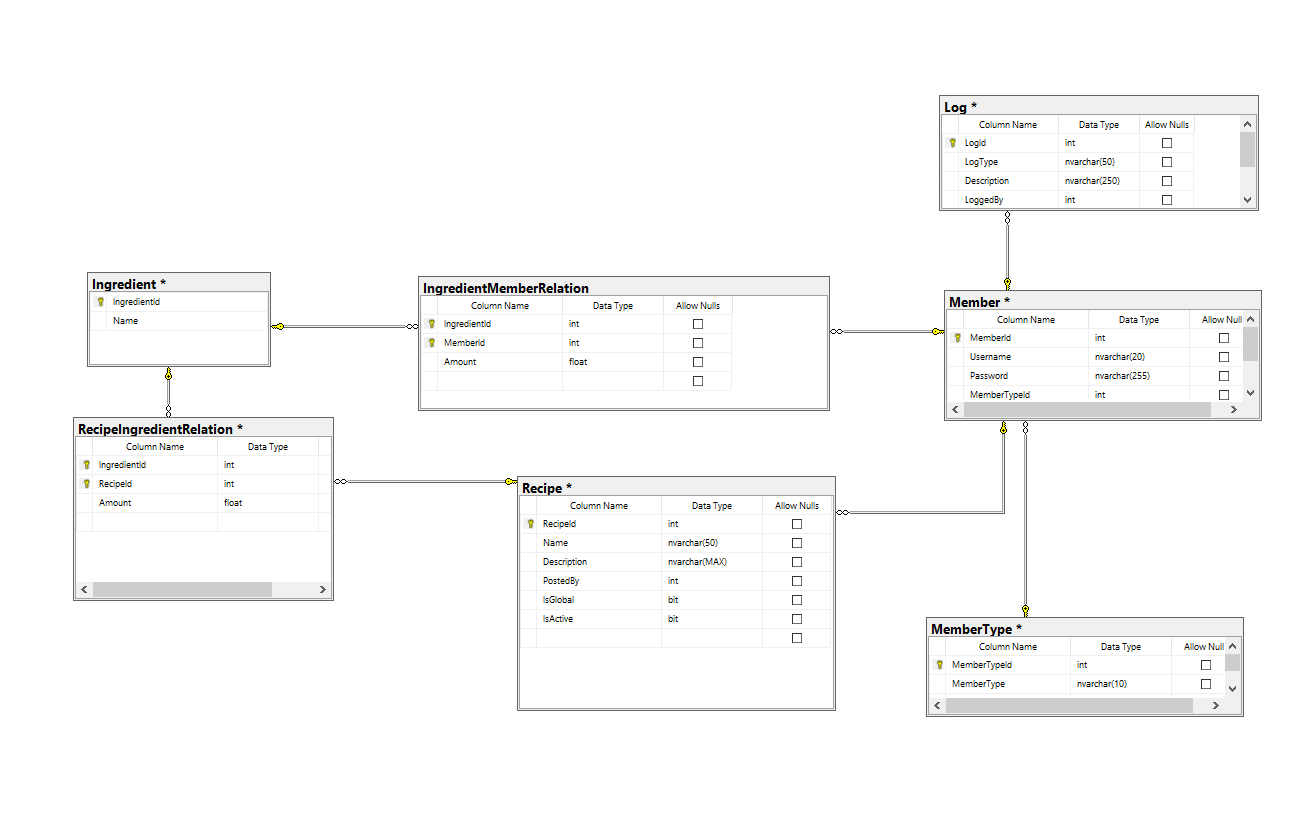 Log *
Column Name Data Type Allow Nulls
LogId int
LogType nvarchar(50)
Description nvarchar(250)
LoggedBy int
Ingredient *
IngredientId
Name
IngredientMemberRelation
Column Name Data Type Allow Nulls
IngredientId int
MemberId int
Amount float
Member *
Column Name Data Type Allow Null
MemberId int
Username nvarchar(20)
Password nvarchar(255)
MemberTypeId int
RecipeIngredientRelation *
Column Name Data Type
IngredientId int
RecipeId int
Amount float
Recipe *
Column Name Data Type Allow Nulls
RecipeId int
Name nvarchar(50)
Description nvarchar(MAX)
PostedBy int
IsGlobal bit
IsActive bit
MemberType *
Column Name Data Type Allow Null
MemberTypeId int
MemberType nvarchar(10)